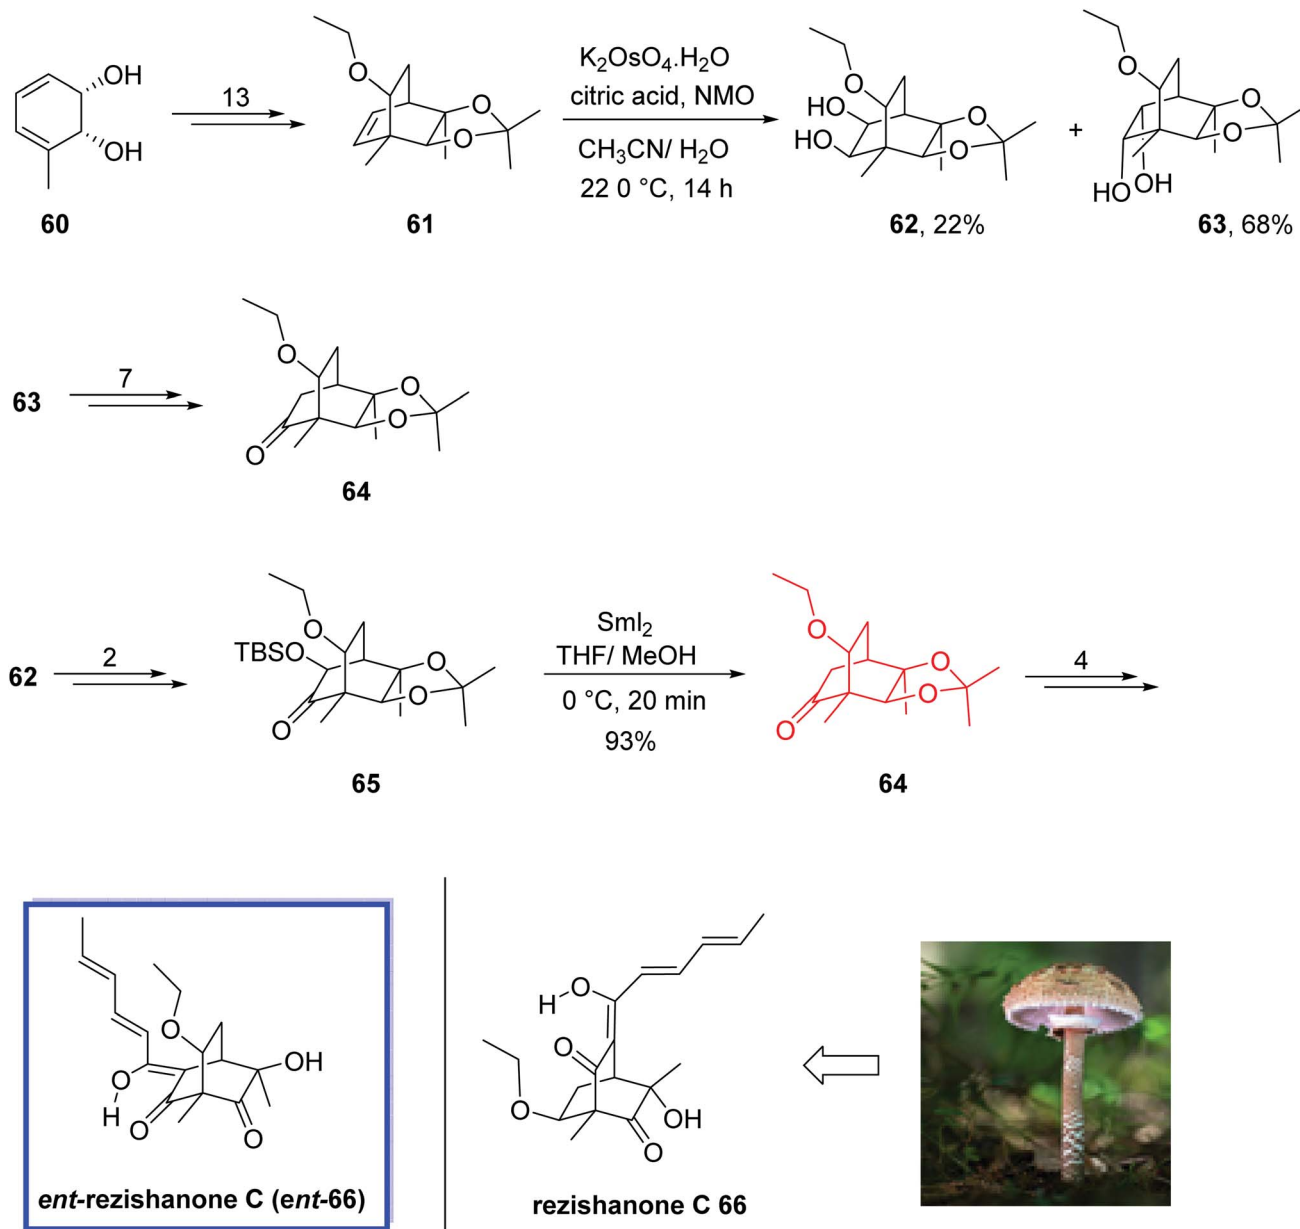 OH
OH
60
13
O
O
O
61
K₂OsO₄.H₂O
citric acid, NMO
CH₃CN/ H₂O
22 0 °C, 14 h
O
HO
HO
O
O
62, 22%
+
O
O
O
HO
OH
63, 68%
63
7
O
O
O
O
64
62
2
O
TBSO
O
O
O
65
SmI₂
THF/ MeOH
0 °C, 20 min
93%
O
O
O
O
64
4
O
OH
O
H
O
O
ent-rezishanone C (ent-66)
O
H
O
O
OH
O
rezishanone C 66